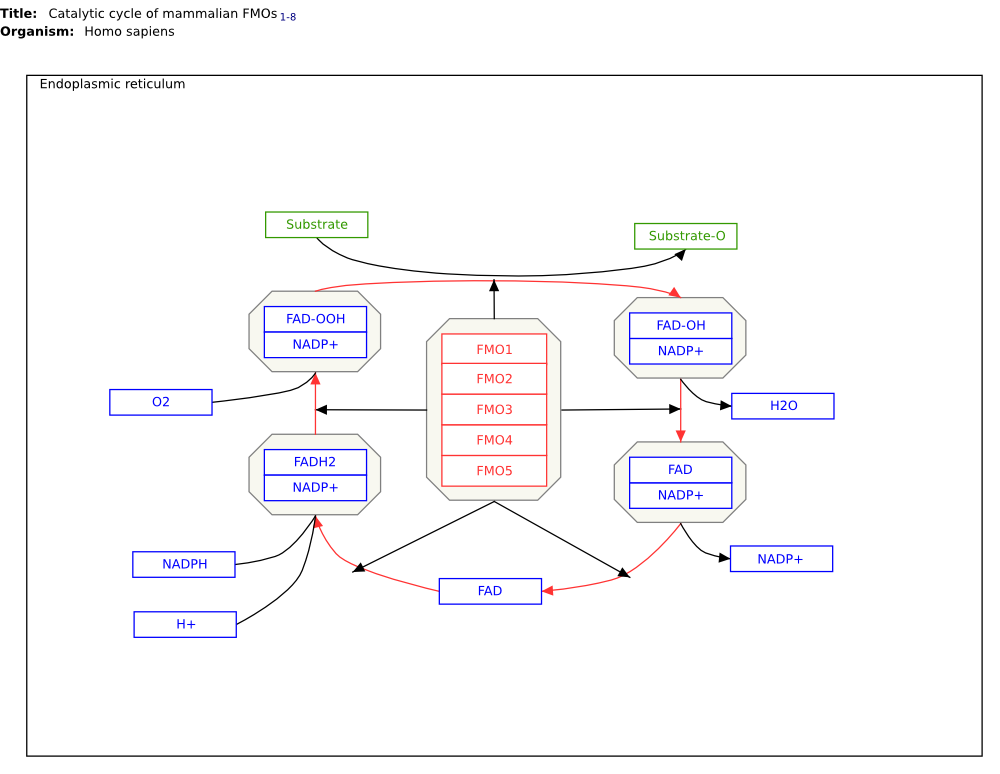 Title: Catalytic cycle of mammalian FMOs 1-8
Organism: Homo sapiens
Endoplasmic reticulum
Substrate
Substrate-O
FAD-OOH
NADP+
FAD-OH
NADP+
FMO1
FMO2
FMO3
FMO4
FMO5
O2
H2O
FADH2
NADP+
FAD
NADP+
NADPH
NADP+
FAD
H+